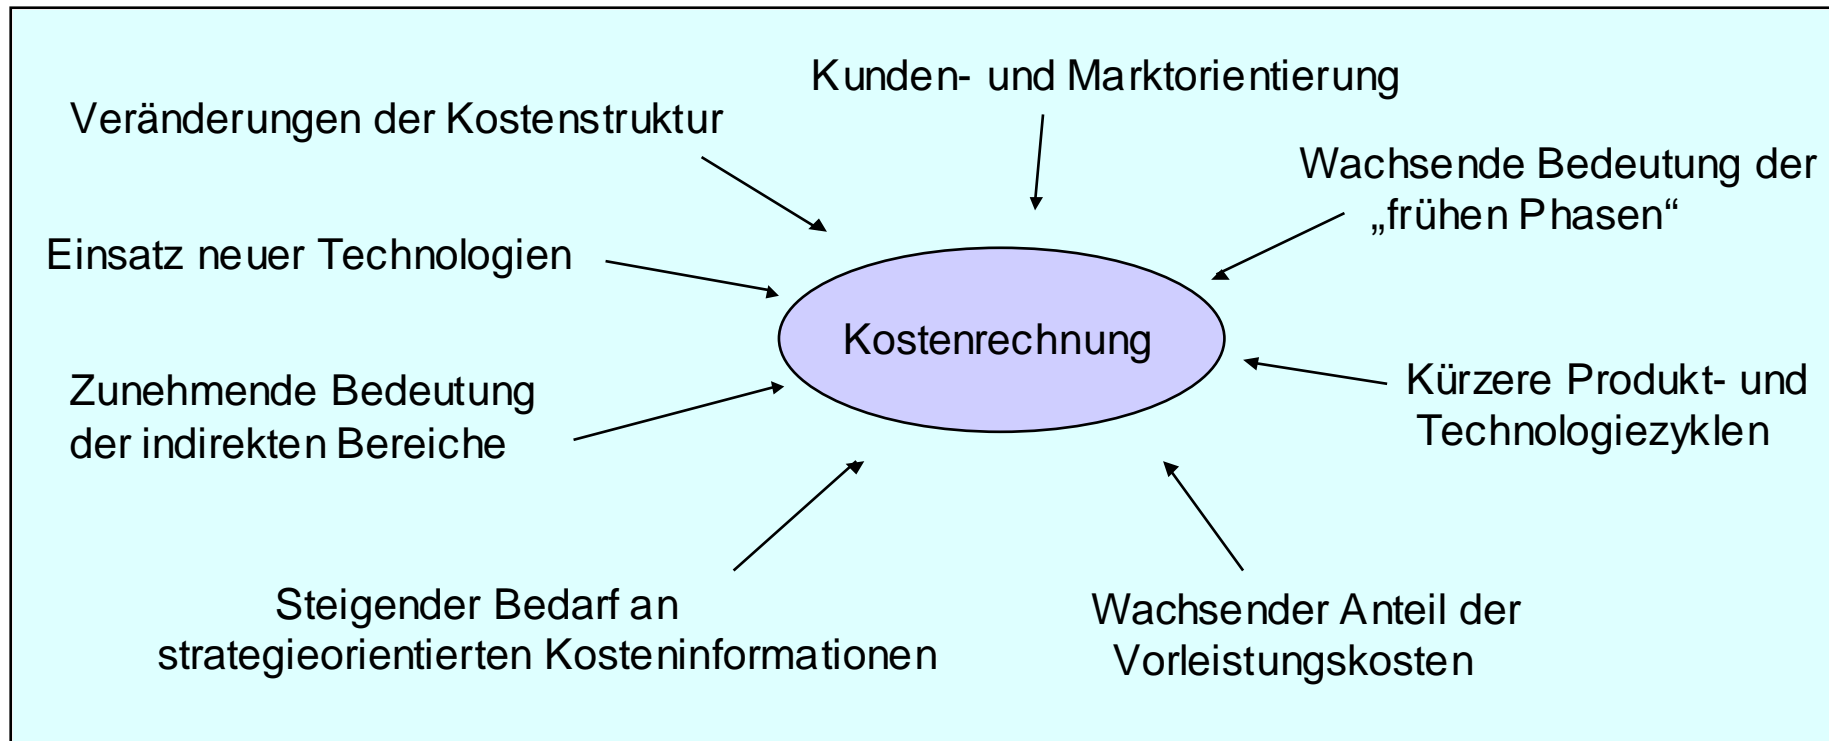 Kunden- und Marktorientierung
Veränderungen der Kostenstruktur
Wachsende Bedeutung der
„frühen Phasen“
Einsatz neuer Technologien
Kostenrechnung
Zunehmende Bedeutung
der indirekten Bereiche
Kürzere Produkt- und
Technologiezyklen
Steigender Bedarf an
strategieorientierten Kosteninformationen
Wachsender Anteil der
Vorleistungskosten